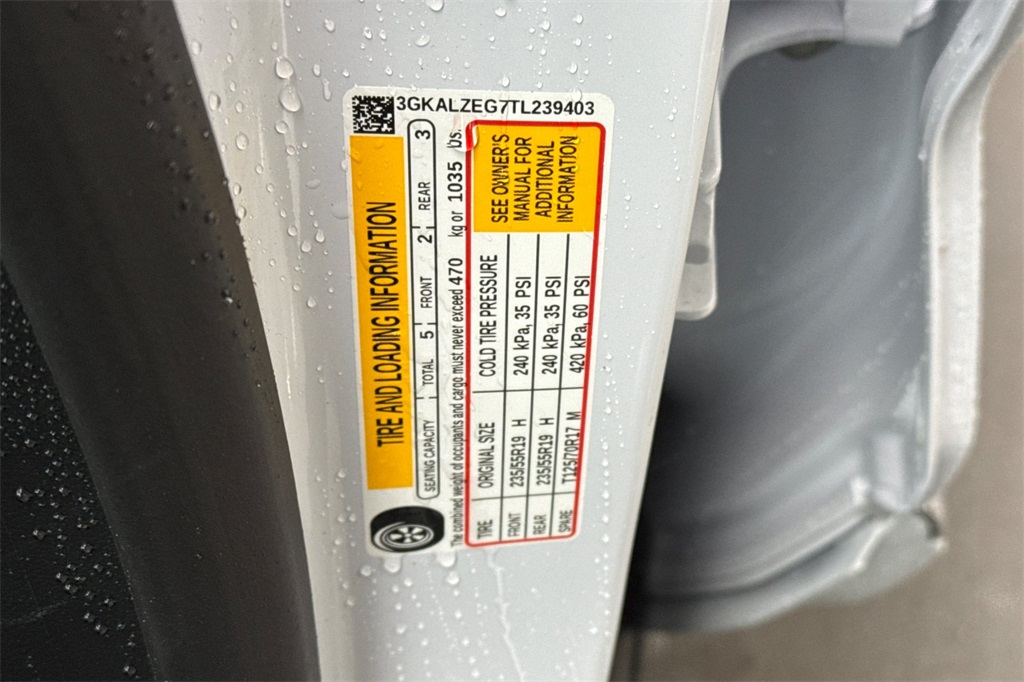 3GKALZEG7TL239403
TIRE AND LOADING INFORMATION
SEATING CAPACITY TOTAL 5 FRONT 2 REAR 3
The combined weight of occupants and cargo must never exceed 470 kg or 1035 lbs.
TIRE ORIGINAL SIZE COLD TIRE PRESSURE
FRONT 235/55R19 H 240 kPa, 35 PSI
REAR 235/55R19 H 240 kPa, 35 PSI
SPARE T125/70R17 M 420 kPa, 60 PSI
SEE OWNER'S
MANUAL FOR
ADDITIONAL
INFORMATION